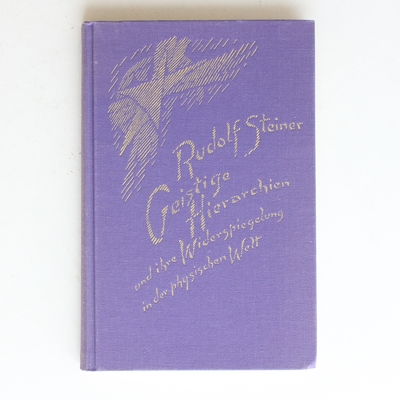 Rudolf Steiner
Geistige
Hierarchien
und ihre Widerspiegelung
in der physischen Welt